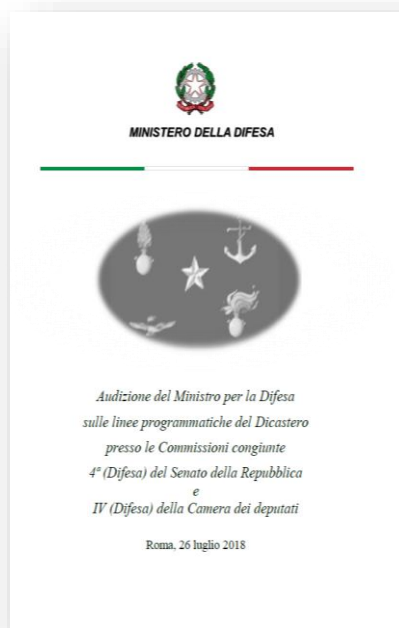 MINISTERO DELLA DIFESA
Audizione del Ministro per la Difesa
sulle linee programmatiche del Dicastero
presso le Commissioni congiunte
4ª (Difesa) del Senato della Repubblica
e
IV (Difesa) della Camera dei deputati
Roma, 26 luglio 2018